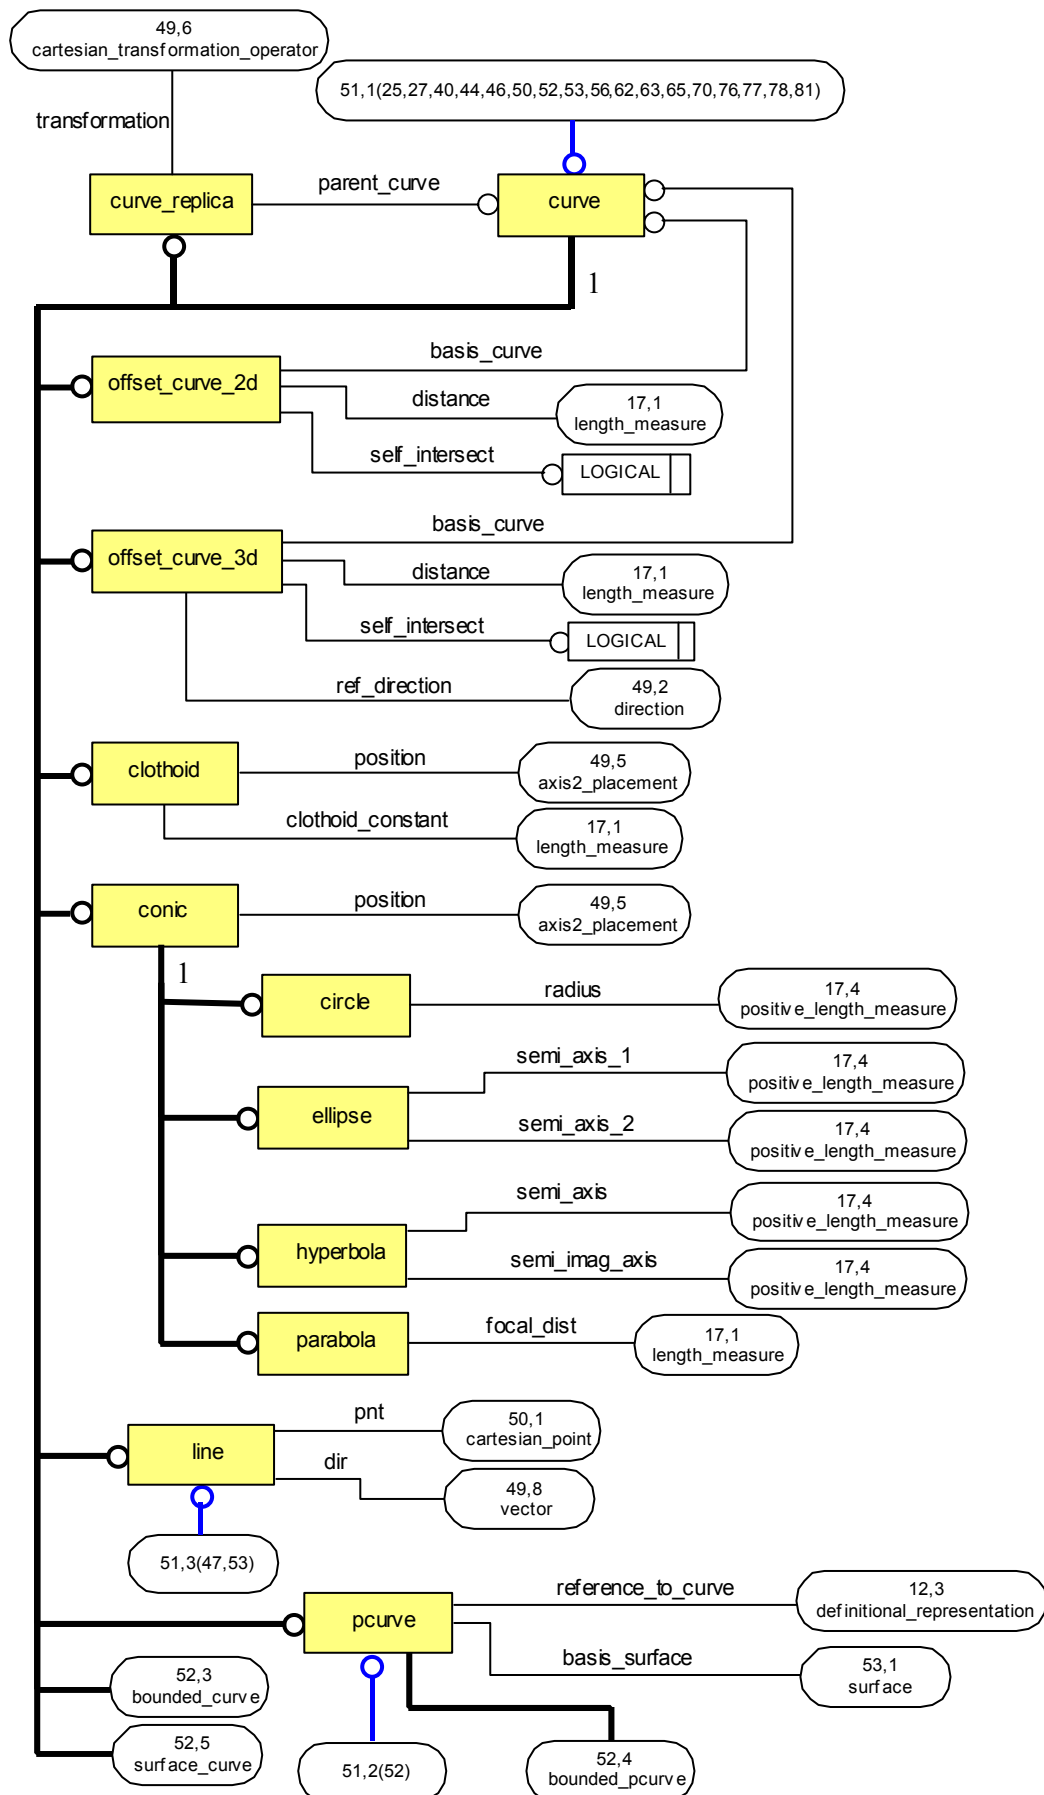 49,6
cartesian_transformation_operator
51,1(25,27,40,44,46,50,52,53,56,62,63,65,70,76,77,78,81)
transformation
parent_curve
curve_replica
curve
1
basis_curve
offset_curve_2d
distance
17,1
length_measure
self_intersect
LOGICAL
basis_curve
offset_curve_3d
distance
17,1
length_measure
self_intersect
LOGICAL
ref_direction
49,2
direction
clothoid
position
49,5
axis2_placement
clothoid_constant
17,1
length_measure
conic
position
49,5
axis2_placement
1
circle
radius
17,4
positive_length_measure
semi_axis_1
17,4
positive_length_measure
ellipse
semi_axis_2
17,4
positive_length_measure
semi_axis
17,4
positive_length_measure
hyperbola
semi_imag_axis
17,4
positive_length_measure
parabola
focal_dist
17,1
length_measure
pnt
50,1
cartesian_point
line
dir
49,8
vector
51,3(47,53)
reference_to_curve
12,3
definitional_representation
pcurve
basis_surface
53,1
surface
52,3
bounded_curve
52,5
surface_curve
51,2(52)
52,4
bounded_pcurve